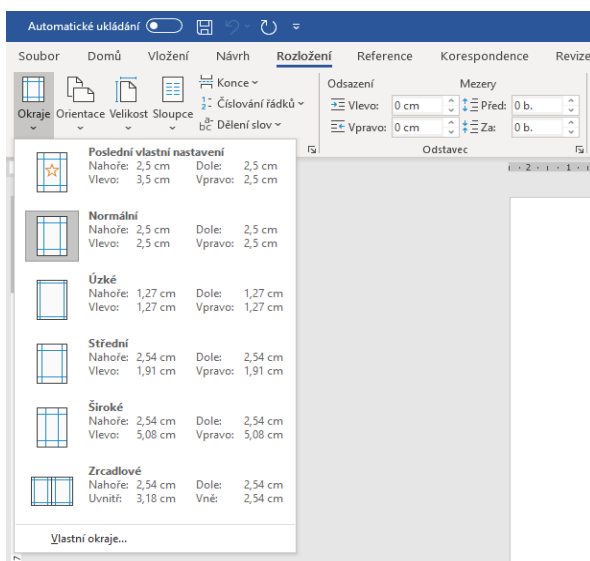 Automatické ukládání
Soubor Domů Vložení Návrh Rozložení Reference Korespondence Revize
Okraje Orientace Velikost Sloupce
Konce
Číslování řádků
Dělení slov
Odsazení Mezery
Vlevo: 0 cm Před: 0 b.
Vpravo: 0 cm Za: 0 b.
Odstavec
2 1 1
Poslední vlastní nastavení
Nahoře: 2,5 cm Dole: 2,5 cm
Vlevo: 3,5 cm Vpravo: 2,5 cm
Normální
Nahoře: 2,5 cm Dole: 2,5 cm
Vlevo: 2,5 cm Vpravo: 2,5 cm
Úzké
Nahoře: 1,27 cm Dole: 1,27 cm
Vlevo: 1,27 cm Vpravo: 1,27 cm
Střední
Nahoře: 2,54 cm Dole: 2,54 cm
Vlevo: 1,91 cm Vpravo: 1,91 cm
Široké
Nahoře: 2,54 cm Dole: 2,54 cm
Vlevo: 5,08 cm Vpravo: 5,08 cm
Zrcadlové
Nahoře: 2,54 cm Dole: 2,54 cm
Uvnitř: 3,18 cm Vně: 2,54 cm
Vlastní okraje...